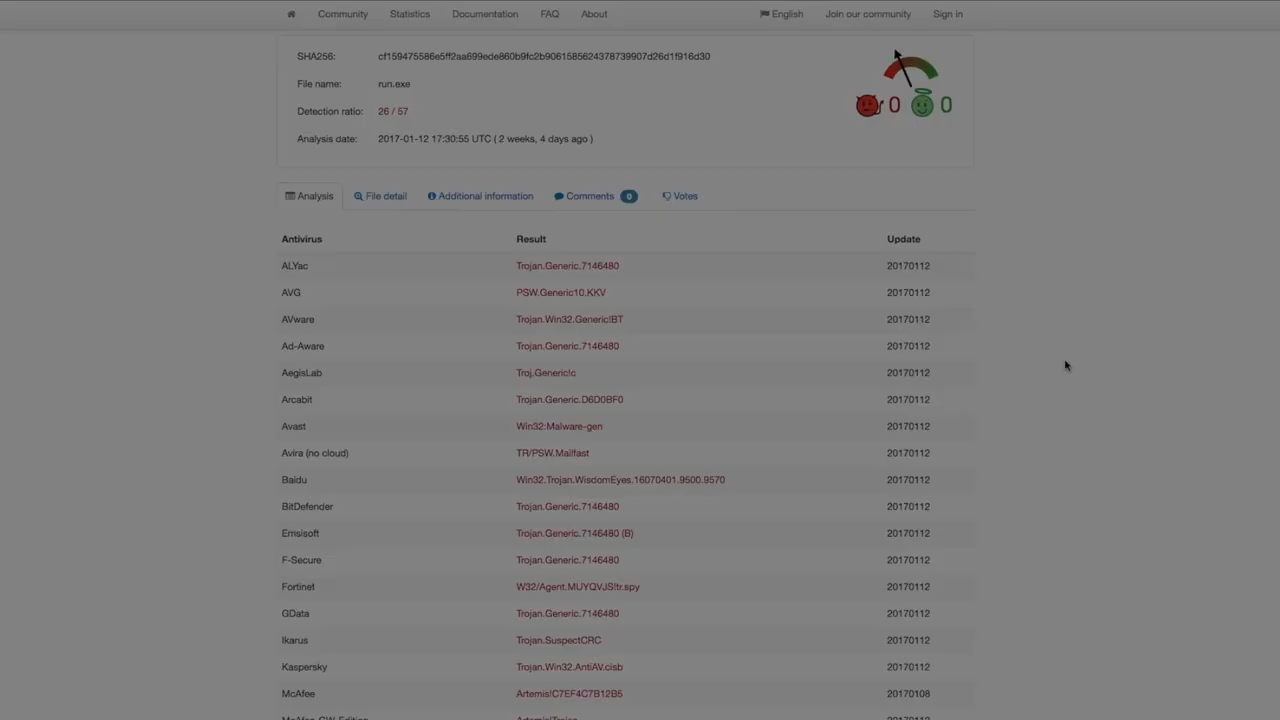 Community Statistics Documentation FAQ About English Join our community Sign in
SHA256: cf159475586e5ff2aa699ede860b9fc2b9061585624378739907d26d1f916d30
File name: run.exe
Detection ratio: 26 / 57
0 0
Analysis date: 2017-01-12 17:30:55 UTC ( 2 weeks, 4 days ago )
Analysis File detail Additional information Comments 0 Votes
Antivirus Result Update
ALYac Trojan.Generic.7146480 20170112
AVG PSW.Generic10.KKV 20170112
AVware Trojan.Win32.Generic!BT 20170112
Ad-Aware Trojan.Generic.7146480 20170112
AegisLab Troj.Generic!c 20170112
Arcabit Trojan.Generic.D6D0BF0 20170112
Avast Win32:Malware-gen 20170112
Avira (no cloud) TR/PSW.Mailfast 20170112
Baidu Win32.Trojan.WisdomEyes.16070401.9500.9570 20170112
BitDefender Trojan.Generic.7146480 20170112
Emsisoft Trojan.Generic.7146480 (B) 20170112
F-Secure Trojan.Generic.7146480 20170112
Fortinet W32/Agent.MUYQVJS!tr.spy 20170112
GData Trojan.Generic.7146480 20170112
Ikarus Trojan.SuspectCRC 20170112
Kaspersky Trojan.Win32.AntiAV.cisb 20170112
McAfee Artemis!C7EF4C7B12B5 20170108
McAfee-GW-Edition Artemis!Trojan 20170112